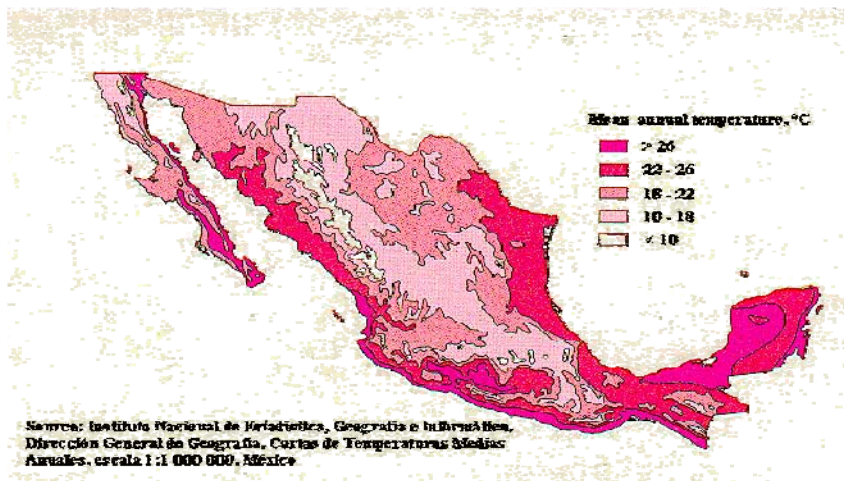 Mean annual temperature, °C
> 26
22 - 26
18 - 22
10 - 18
< 10
Source: Instituto Nacional de Estadística, Geografía e Informática,
Dirección General de Geografía, Cartas de Temperaturas Medias
Anuales, escala 1:1 000 000, México